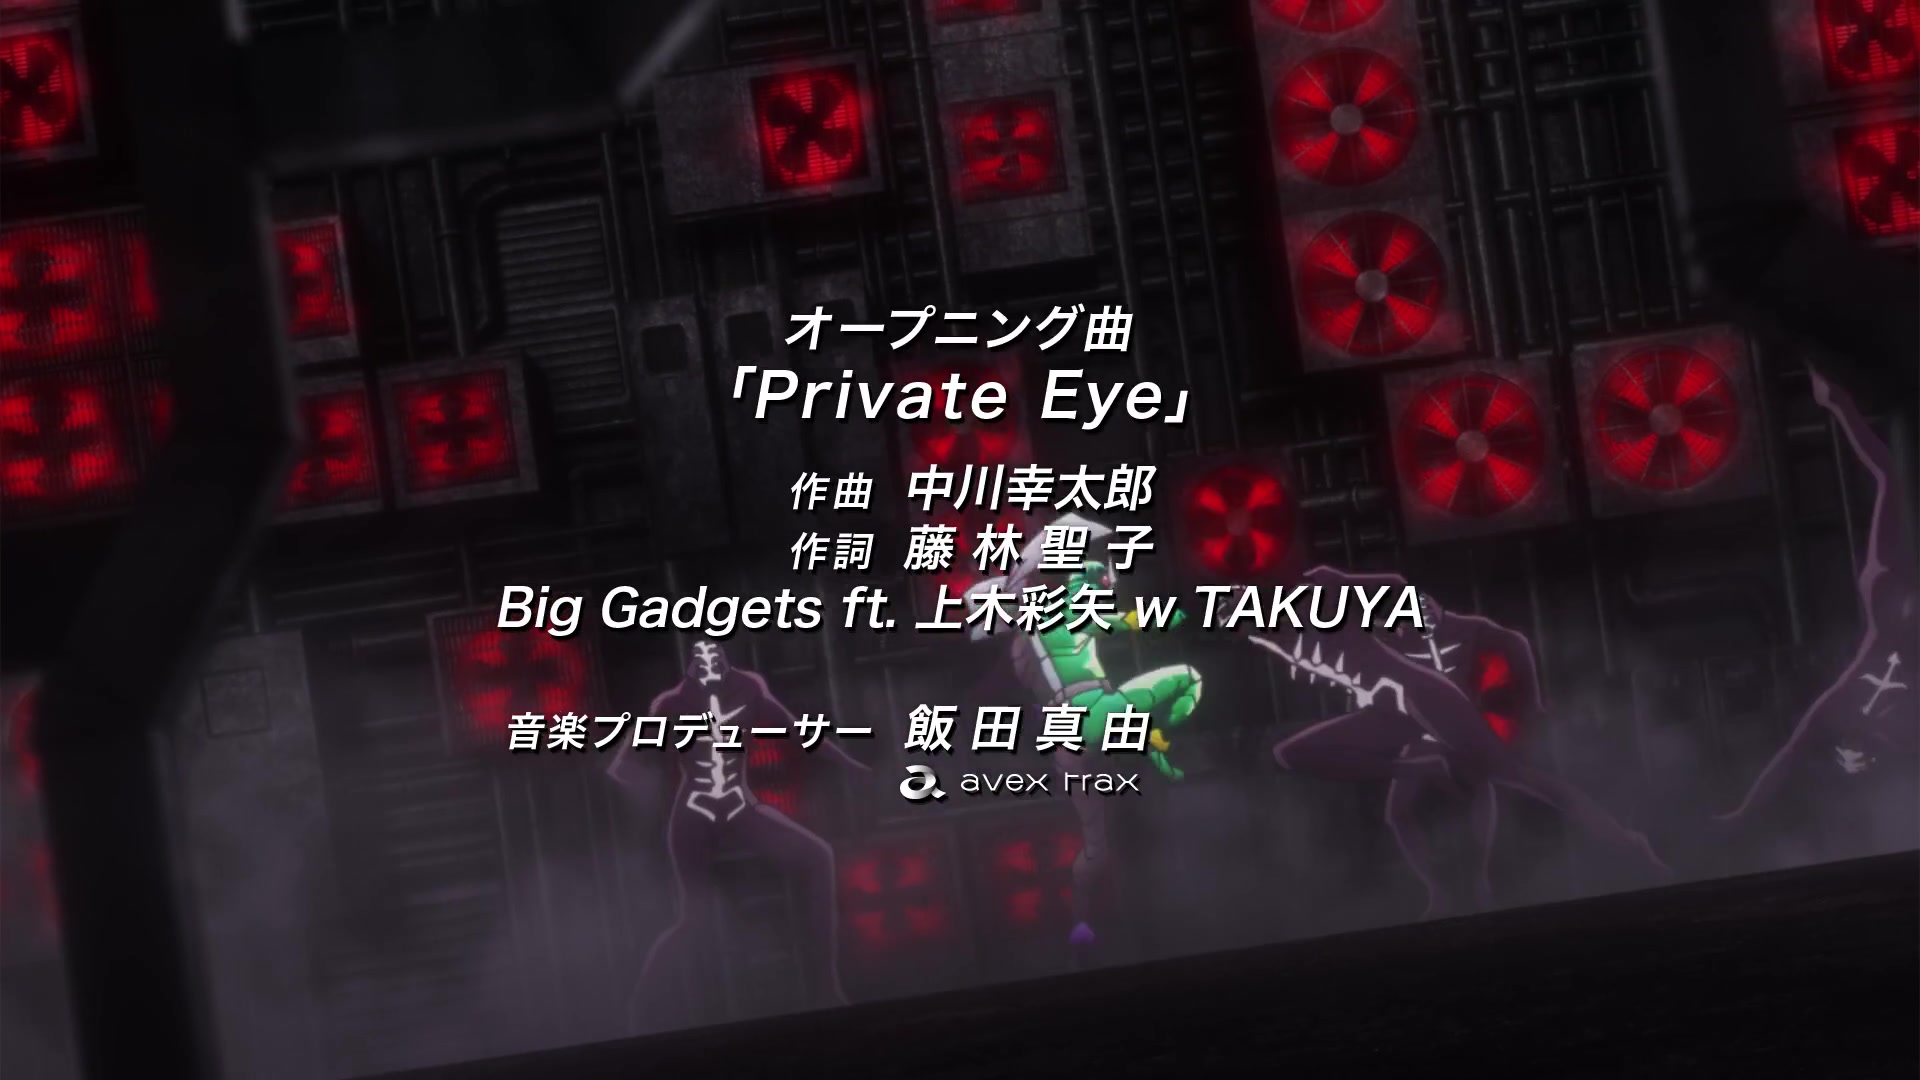 オープニング曲
「Private Eye」
作曲 中川幸太郎
作詞 藤林聖子
Big Gadgets ft. 上木彩矢 w TAKUYA
音楽プロデューサー 飯田真由
avex trax